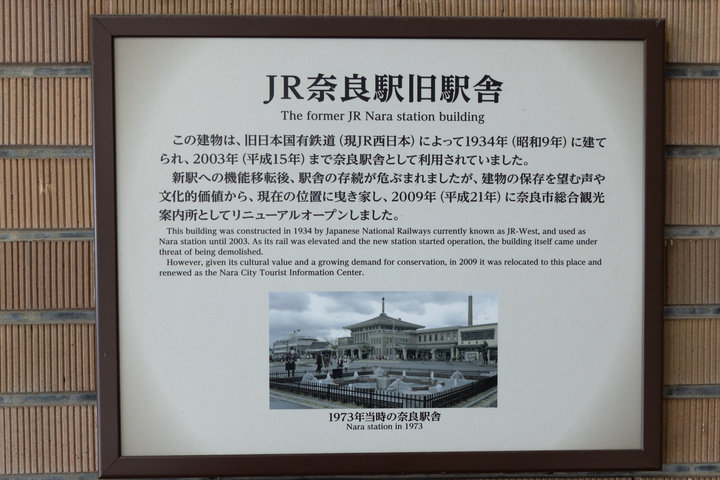 JR奈良駅旧駅舎
The former JR Nara station building
この建物は、旧日本国有鉄道（現JR西日本）によって1934年（昭和9年）に建て
られ、2003年（平成15年）まで奈良駅舎として利用されていました。
新駅への機能移転後、駅舎の存続が危ぶまれましたが、建物の保存を望む声や
文化的価値から、現在の位置に曳き家し、2009年（平成21年）に奈良市総合観光
案内所としてリニューアルオープンしました。
This building was constructed in 1934 by Japanese National Railways currently known as JR-West, and used as
Nara station until 2003. As its rail was elevated and the new station started operation, the building itself came under
threat of being demolished.
However, given its cultural value and a growing demand for conservation, in 2009 it was relocated to this place and
renewed as the Nara City Tourist Information Center.
1973年当時の奈良駅舎
Nara station in 1973